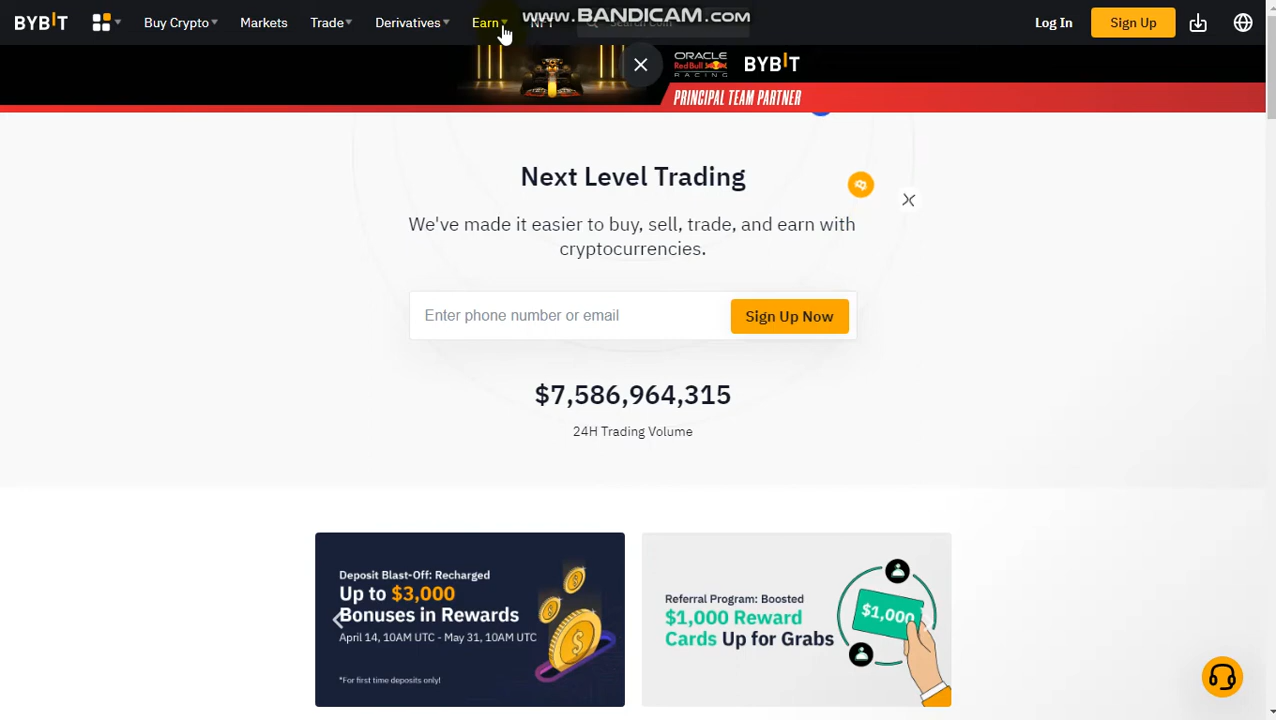 BYBIT Buy Crypto Markets Trade Derivatives Earn NFT Search Coin Log In Sign Up
WWW.BANDICAM.COM
ORACLE
Red Bull
RACING
BYBIT
PRINCIPAL TEAM PARTNER
Next Level Trading
We've made it easier to buy, sell, trade, and earn with
cryptocurrencies.
Enter phone number or email Sign Up Now
$7,586,964,315
24H Trading Volume
Deposit Blast-Off: Recharged
Up to $3,000
Bonuses in Rewards
April 14, 10AM UTC - May 31, 10AM UTC
*For first time deposits only!
Referral Program: Boosted
$1,000 Reward
Cards Up for Grabs
$1,000